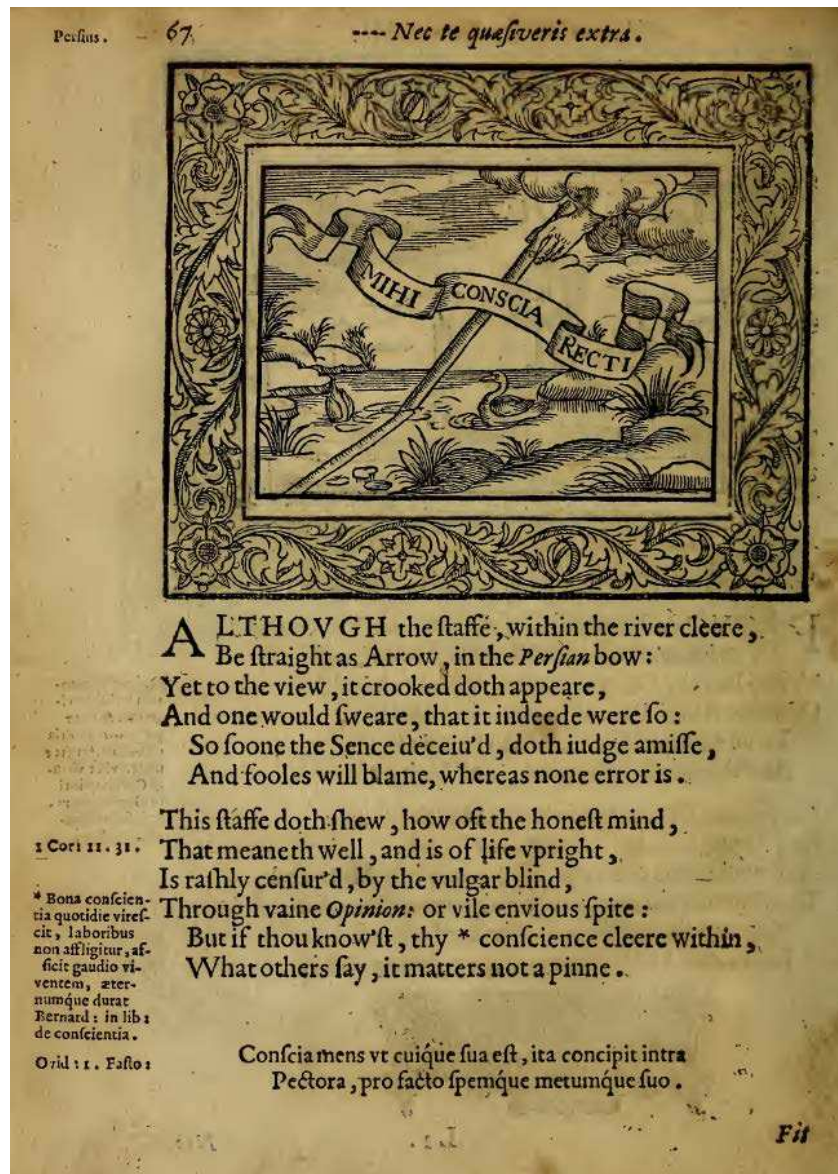 Perſius. 67. ---- Nec te quæſiveris extra.
MIHI CONSCIA RECTI
ALTHOVGH the ſtaffe, within the river cleere,
Be ſtraight as Arrow, in the Perſian bow:
Yet to the view, it crooked doth appeare,
And one would ſweare, that it indeede were ſo:
So ſoone the Sence deceiu'd, doth iudge amiſſe,
And fooles will blame, whereas none error is.
This ſtaffe doth ſhew, how oft the honeſt mind,
That meaneth well, and is of life vpright,
Is raſhly cenſur'd, by the vulgar blind,
Through vaine Opinion: or vile envious ſpite:
But if thou know'ſt, thy * conſcience cleere within,
What others ſay, it matters not a pinne.
1 Cori 11. 31.
* Bona conſcien-
tia quotidie vireſ-
cit, laboribus
non affligitur, af-
ficit gaudio vi-
ventem, æter-
numque durat
Bernard: in lib:
de conſcientia.
Ovid: 1. Faſto:
Conſcia mens vt cuique ſua eſt, ita concipit intra
Pectora, pro facto ſpemque metumque ſuo.
Fit